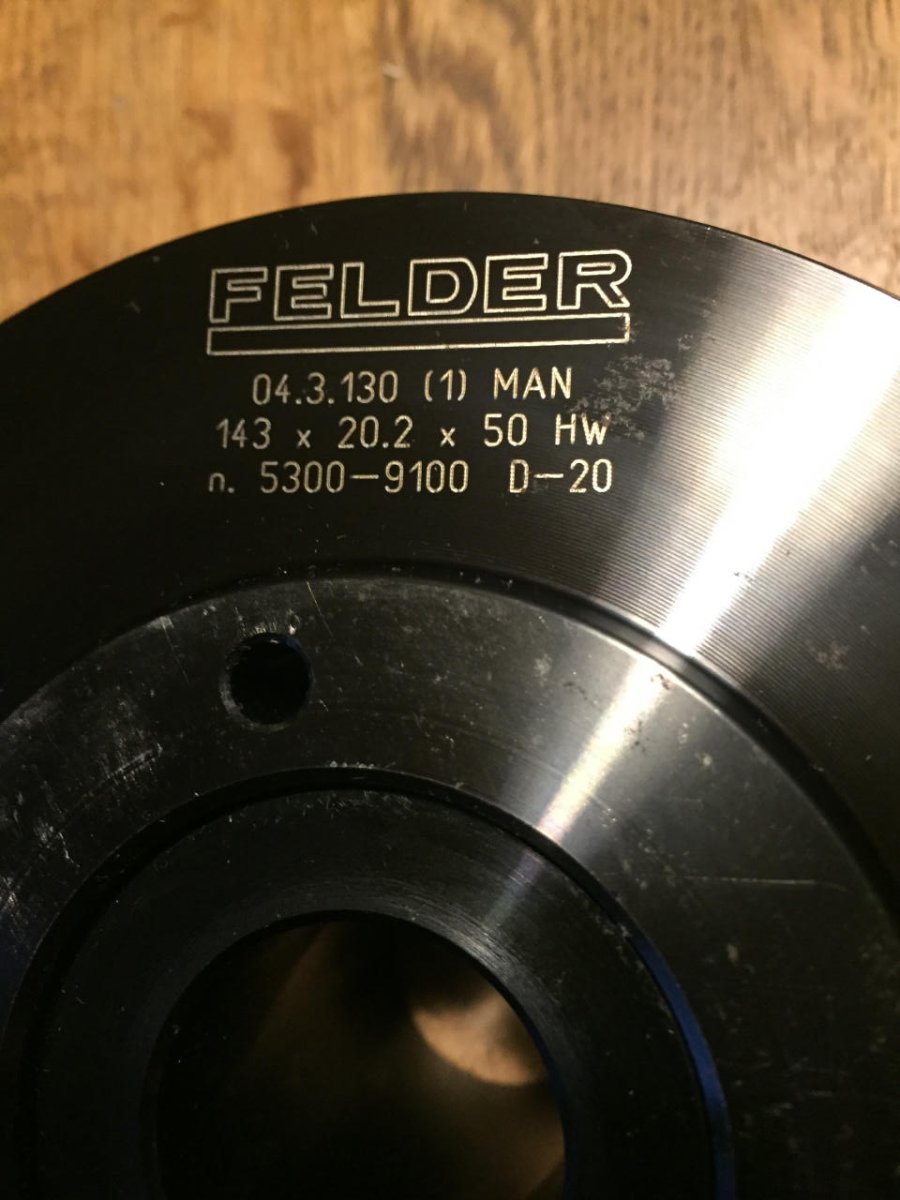 FELDER
04.3.130 (1) MAN
143 x 20.2 x 50 HW
n. 5300-9100 D-20